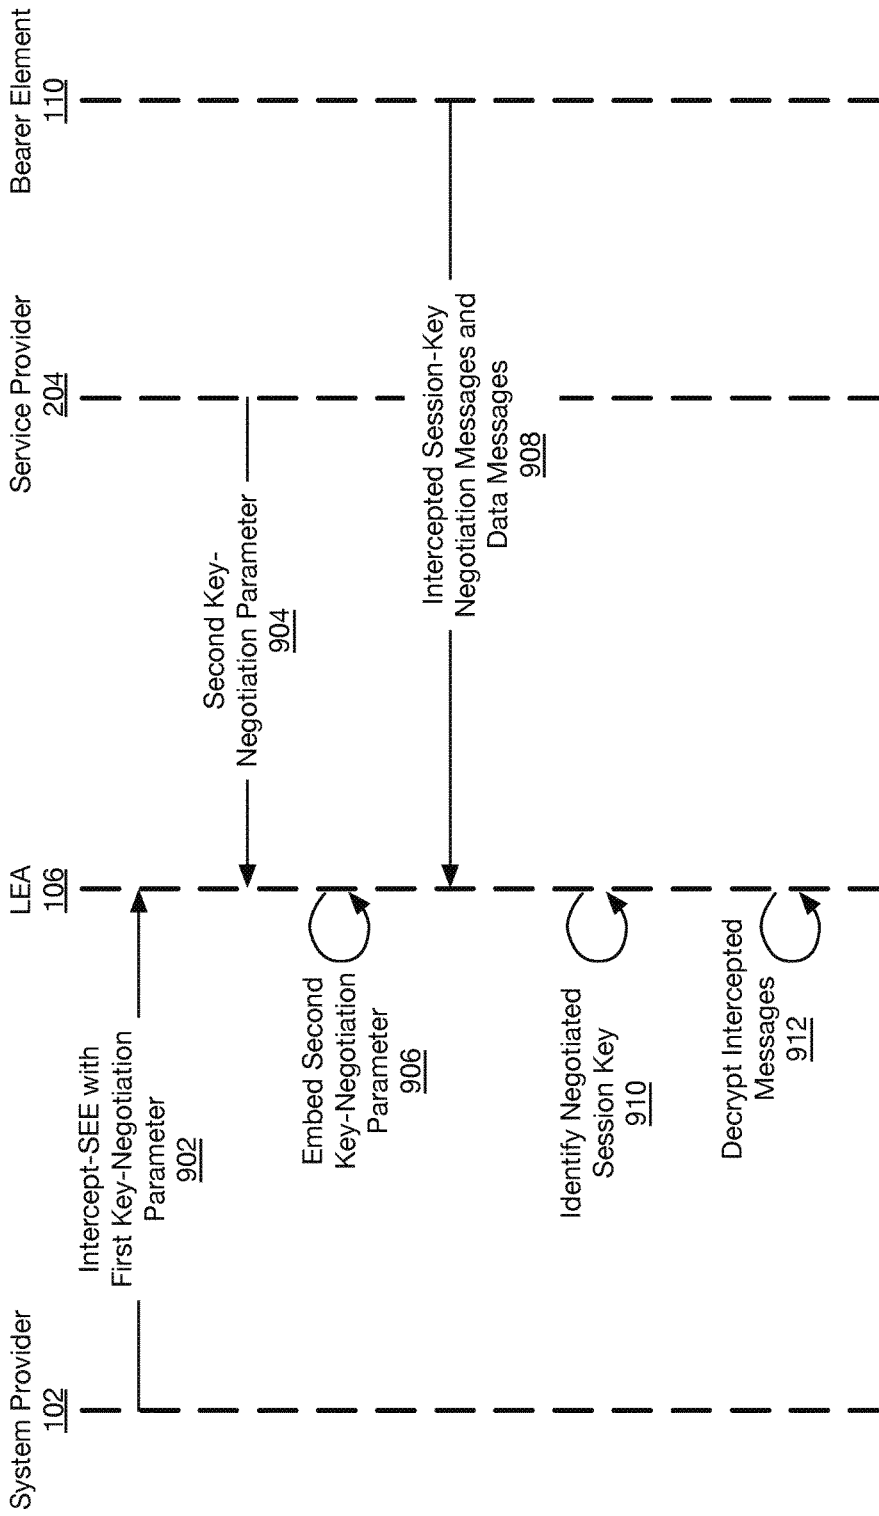 System Provider
102
LEA
106
Service Provider
204
Bearer Element
110
Intercept-SEE with
First Key-Negotiation
Parameter
902
Second Key-
Negotiation Parameter
904
Embed Second
Key-Negotiation
Parameter
906
Intercepted Session-Key
Negotiation Messages and
Data Messages
908
Identify Negotiated
Session Key
910
Decrypt Intercepted
Messages
912